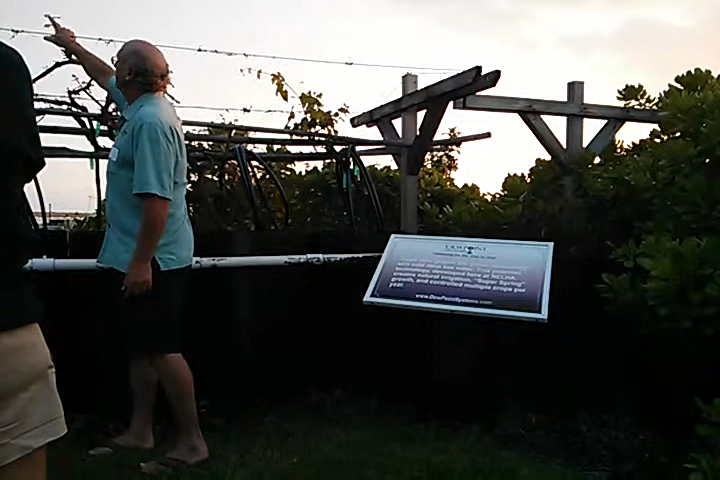 DEWPOINT
with cold deep sea water. This patented
technology, developed here at NELHA,
creates natural irrigation, "Super Spring"
growth, and controlled multiple crops per
year.
www.DewPointSystems.com